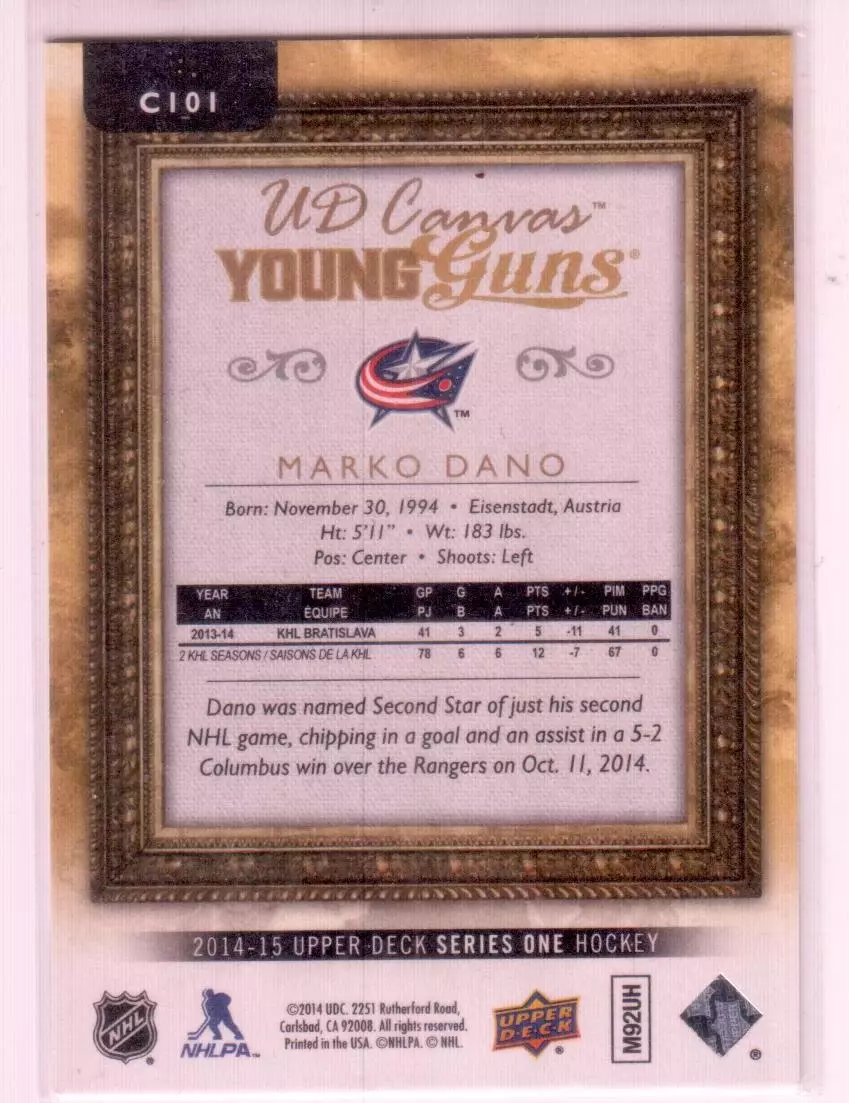 C101
UD Canvas™
YOUNG Guns®
™
MARKO DANO
Born: November 30, 1994 • Eisenstadt, Austria
Ht: 5'11" • Wt: 183 lbs.
Pos: Center • Shoots: Left
YEAR TEAM GP G A PTS +/- PIM PPG
AN ÉQUIPE PJ B A PTS +/- PUN BAN
2013-14 KHL BRATISLAVA 41 3 2 5 -11 41 0
2 KHL SEASONS / SAISONS DE LA KHL 78 6 6 12 -7 67 0
Dano was named Second Star of just his second
NHL game, chipping in a goal and an assist in a 5-2
Columbus win over the Rangers on Oct. 11, 2014.
2014-15 UPPER DECK SERIES ONE HOCKEY
NHL ®
NHLPA™
©2014 UDC. 2251 Rutherford Road,
Carlsbad, CA 92008. All rights reserved.
Printed in the USA. ©NHLPA. © NHL.
UPPER
D·E·C·K
®
M92UH
®